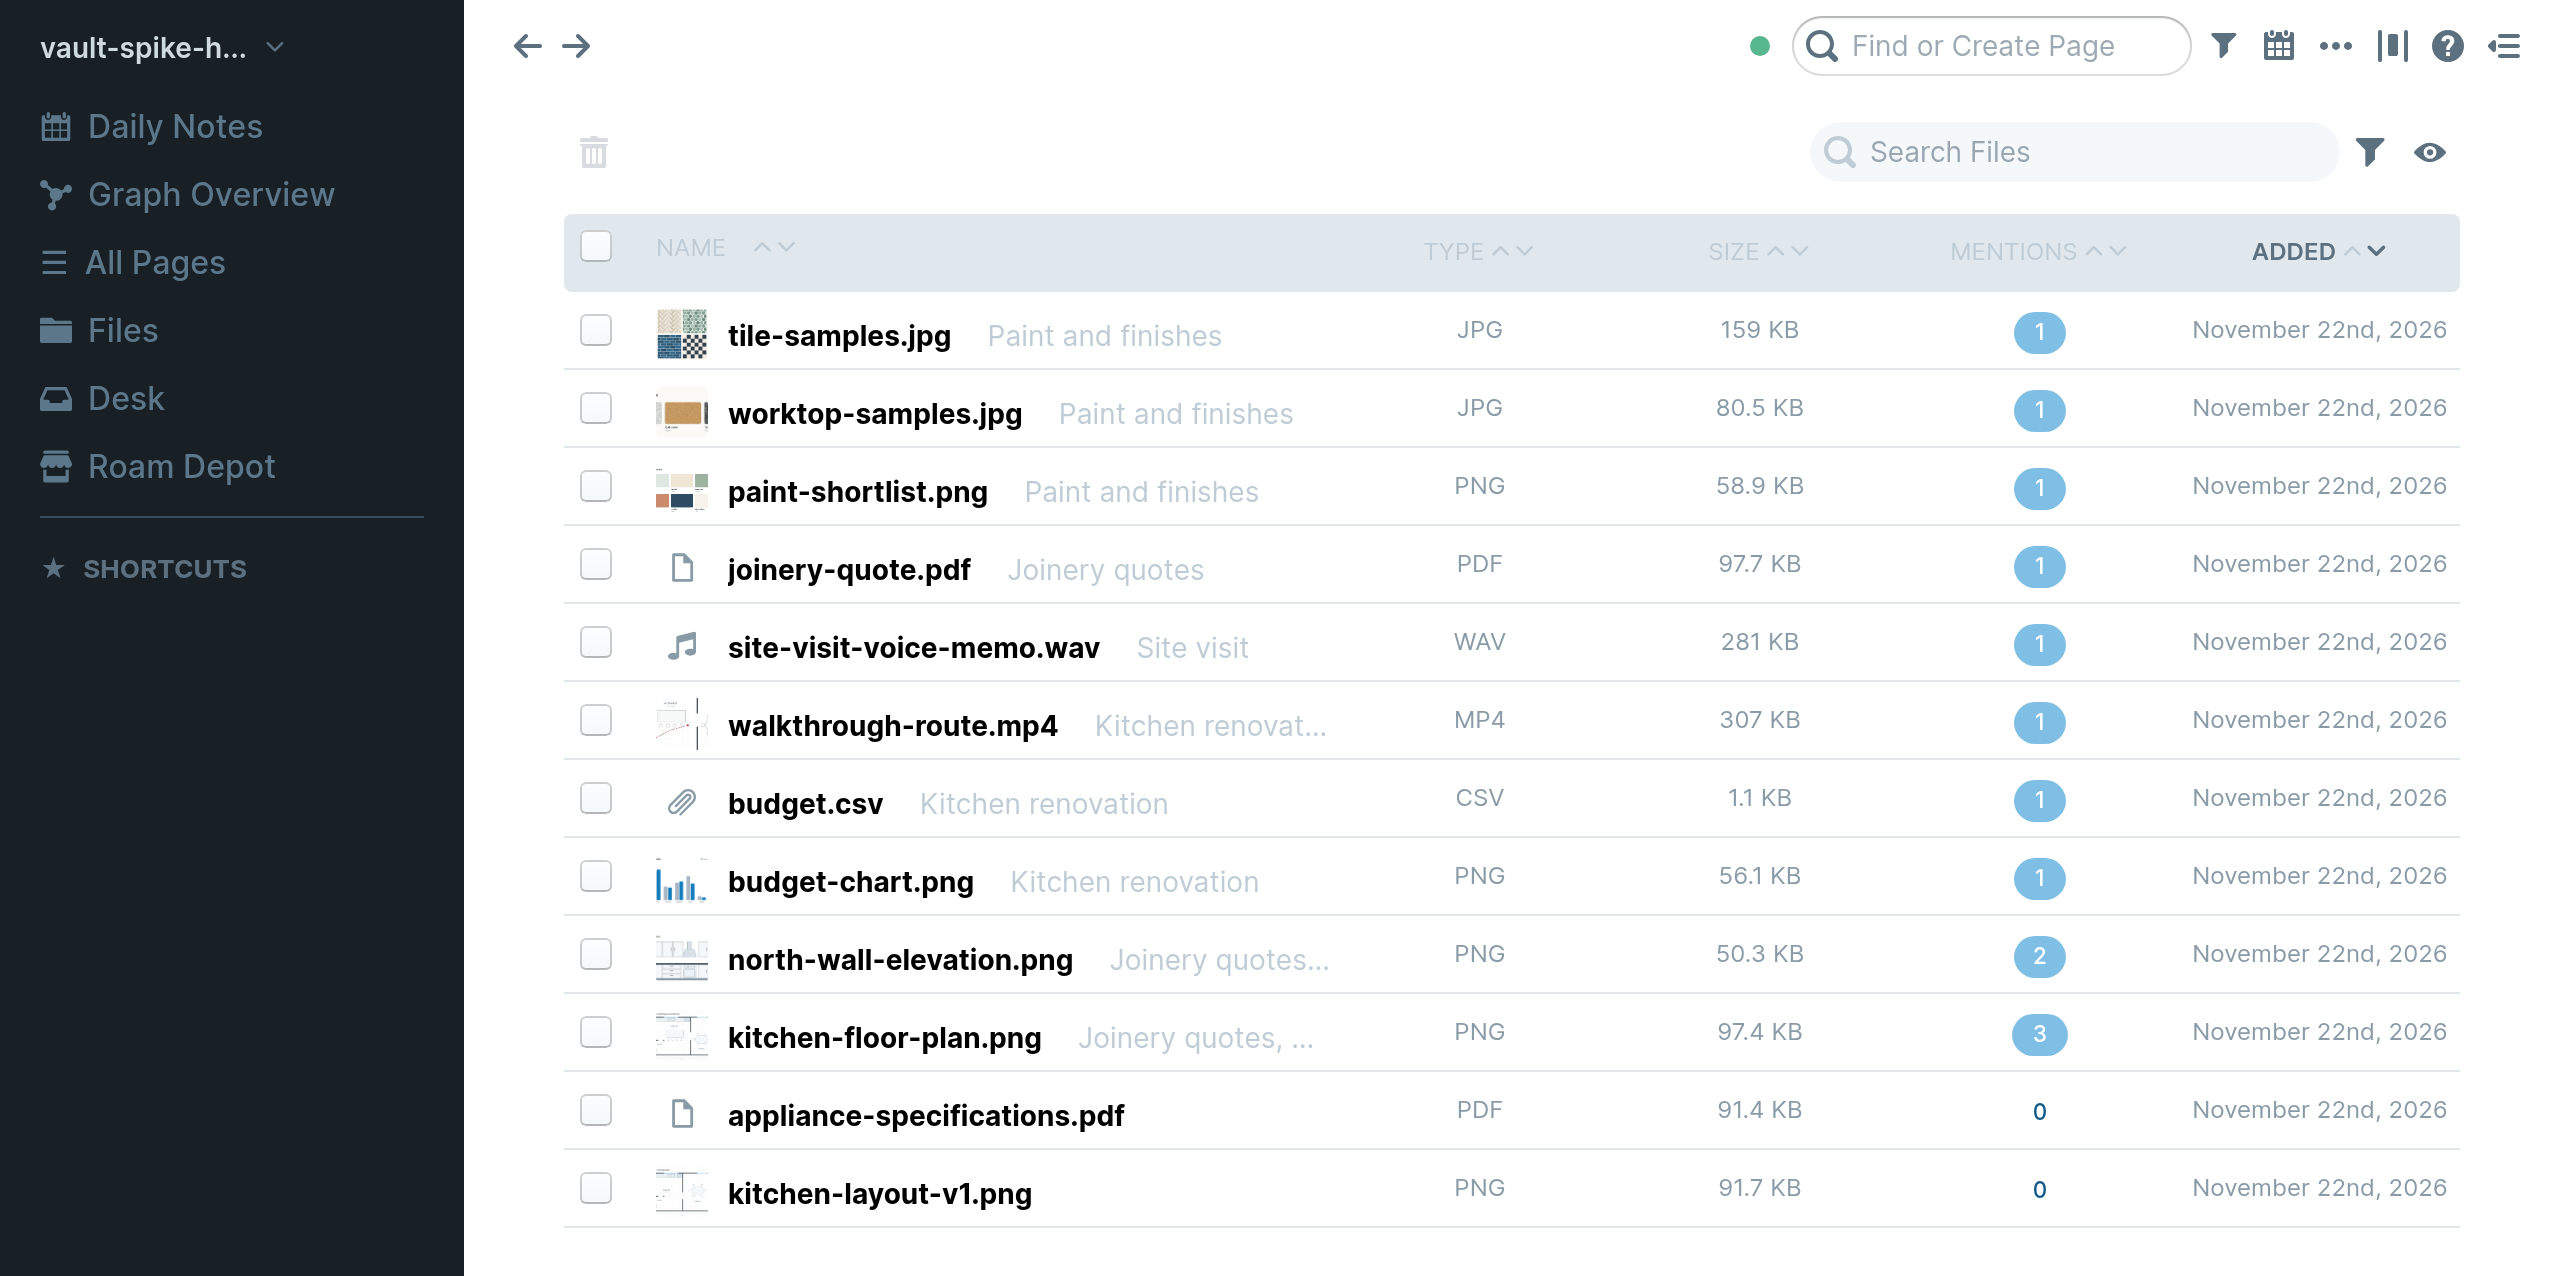 vault-spike-h...
Find or Create Page
Daily Notes
Graph Overview
All Pages
Files
Desk
Roam Depot
SHORTCUTS
Search Files
NAME TYPE SIZE MENTIONS ADDED
tile-samples.jpg Paint and finishes JPG 159 KB 1 November 22nd, 2026
worktop-samples.jpg Paint and finishes JPG 80.5 KB 1 November 22nd, 2026
paint-shortlist.png Paint and finishes PNG 58.9 KB 1 November 22nd, 2026
joinery-quote.pdf Joinery quotes PDF 97.7 KB 1 November 22nd, 2026
site-visit-voice-memo.wav Site visit WAV 281 KB 1 November 22nd, 2026
walkthrough-route.mp4 Kitchen renovat... MP4 307 KB 1 November 22nd, 2026
budget.csv Kitchen renovation CSV 1.1 KB 1 November 22nd, 2026
budget-chart.png Kitchen renovation PNG 56.1 KB 1 November 22nd, 2026
north-wall-elevation.png Joinery quotes... PNG 50.3 KB 2 November 22nd, 2026
kitchen-floor-plan.png Joinery quotes, ... PNG 97.4 KB 3 November 22nd, 2026
appliance-specifications.pdf PDF 91.4 KB 0 November 22nd, 2026
kitchen-layout-v1.png PNG 91.7 KB 0 November 22nd, 2026